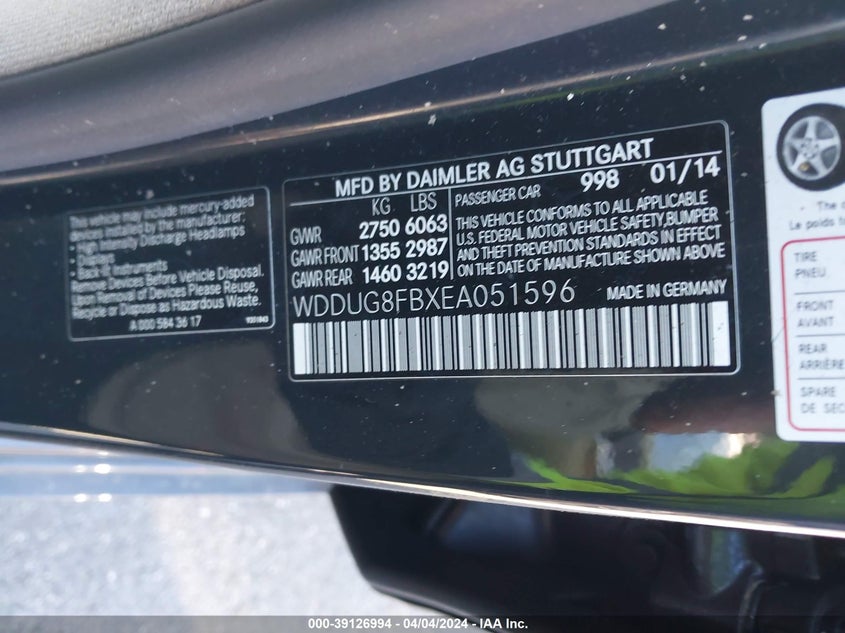 This vehicle may include mercury-added
devices installed by the manufacturer:
• High Intensity Discharge Headlamps
• Displays
• Back lit Instruments
Remove Devices Before Vehicle Disposal.
Upon Removal of Devices Please Reuse,
Recycle or Dispose as Hazardous Waste.
A 000 584 36 17
MFD BY DAIMLER AG STUTTGART
KG LBS
GVWR 2750 6063
GAWR FRONT 1355 2987
GAWR REAR 1460 3219
PASSENGER CAR 998 01/14
THIS VEHICLE CONFORMS TO ALL APPLICABLE
U.S. FEDERAL MOTOR VEHICLE SAFETY, BUMPER
AND THEFT PREVENTION STANDARDS IN EFFECT
ON THE DATE OF MANUFACTURE SHOWN ABOVE
WDDUG8FBXEA051596 MADE IN GERMANY
The
Le poids
TIRE
PNEU
FRONT
AVANT
REAR
ARRIÈRE
SPARE
DE
000-39126994 - 04/04/2024 - IAA Inc.